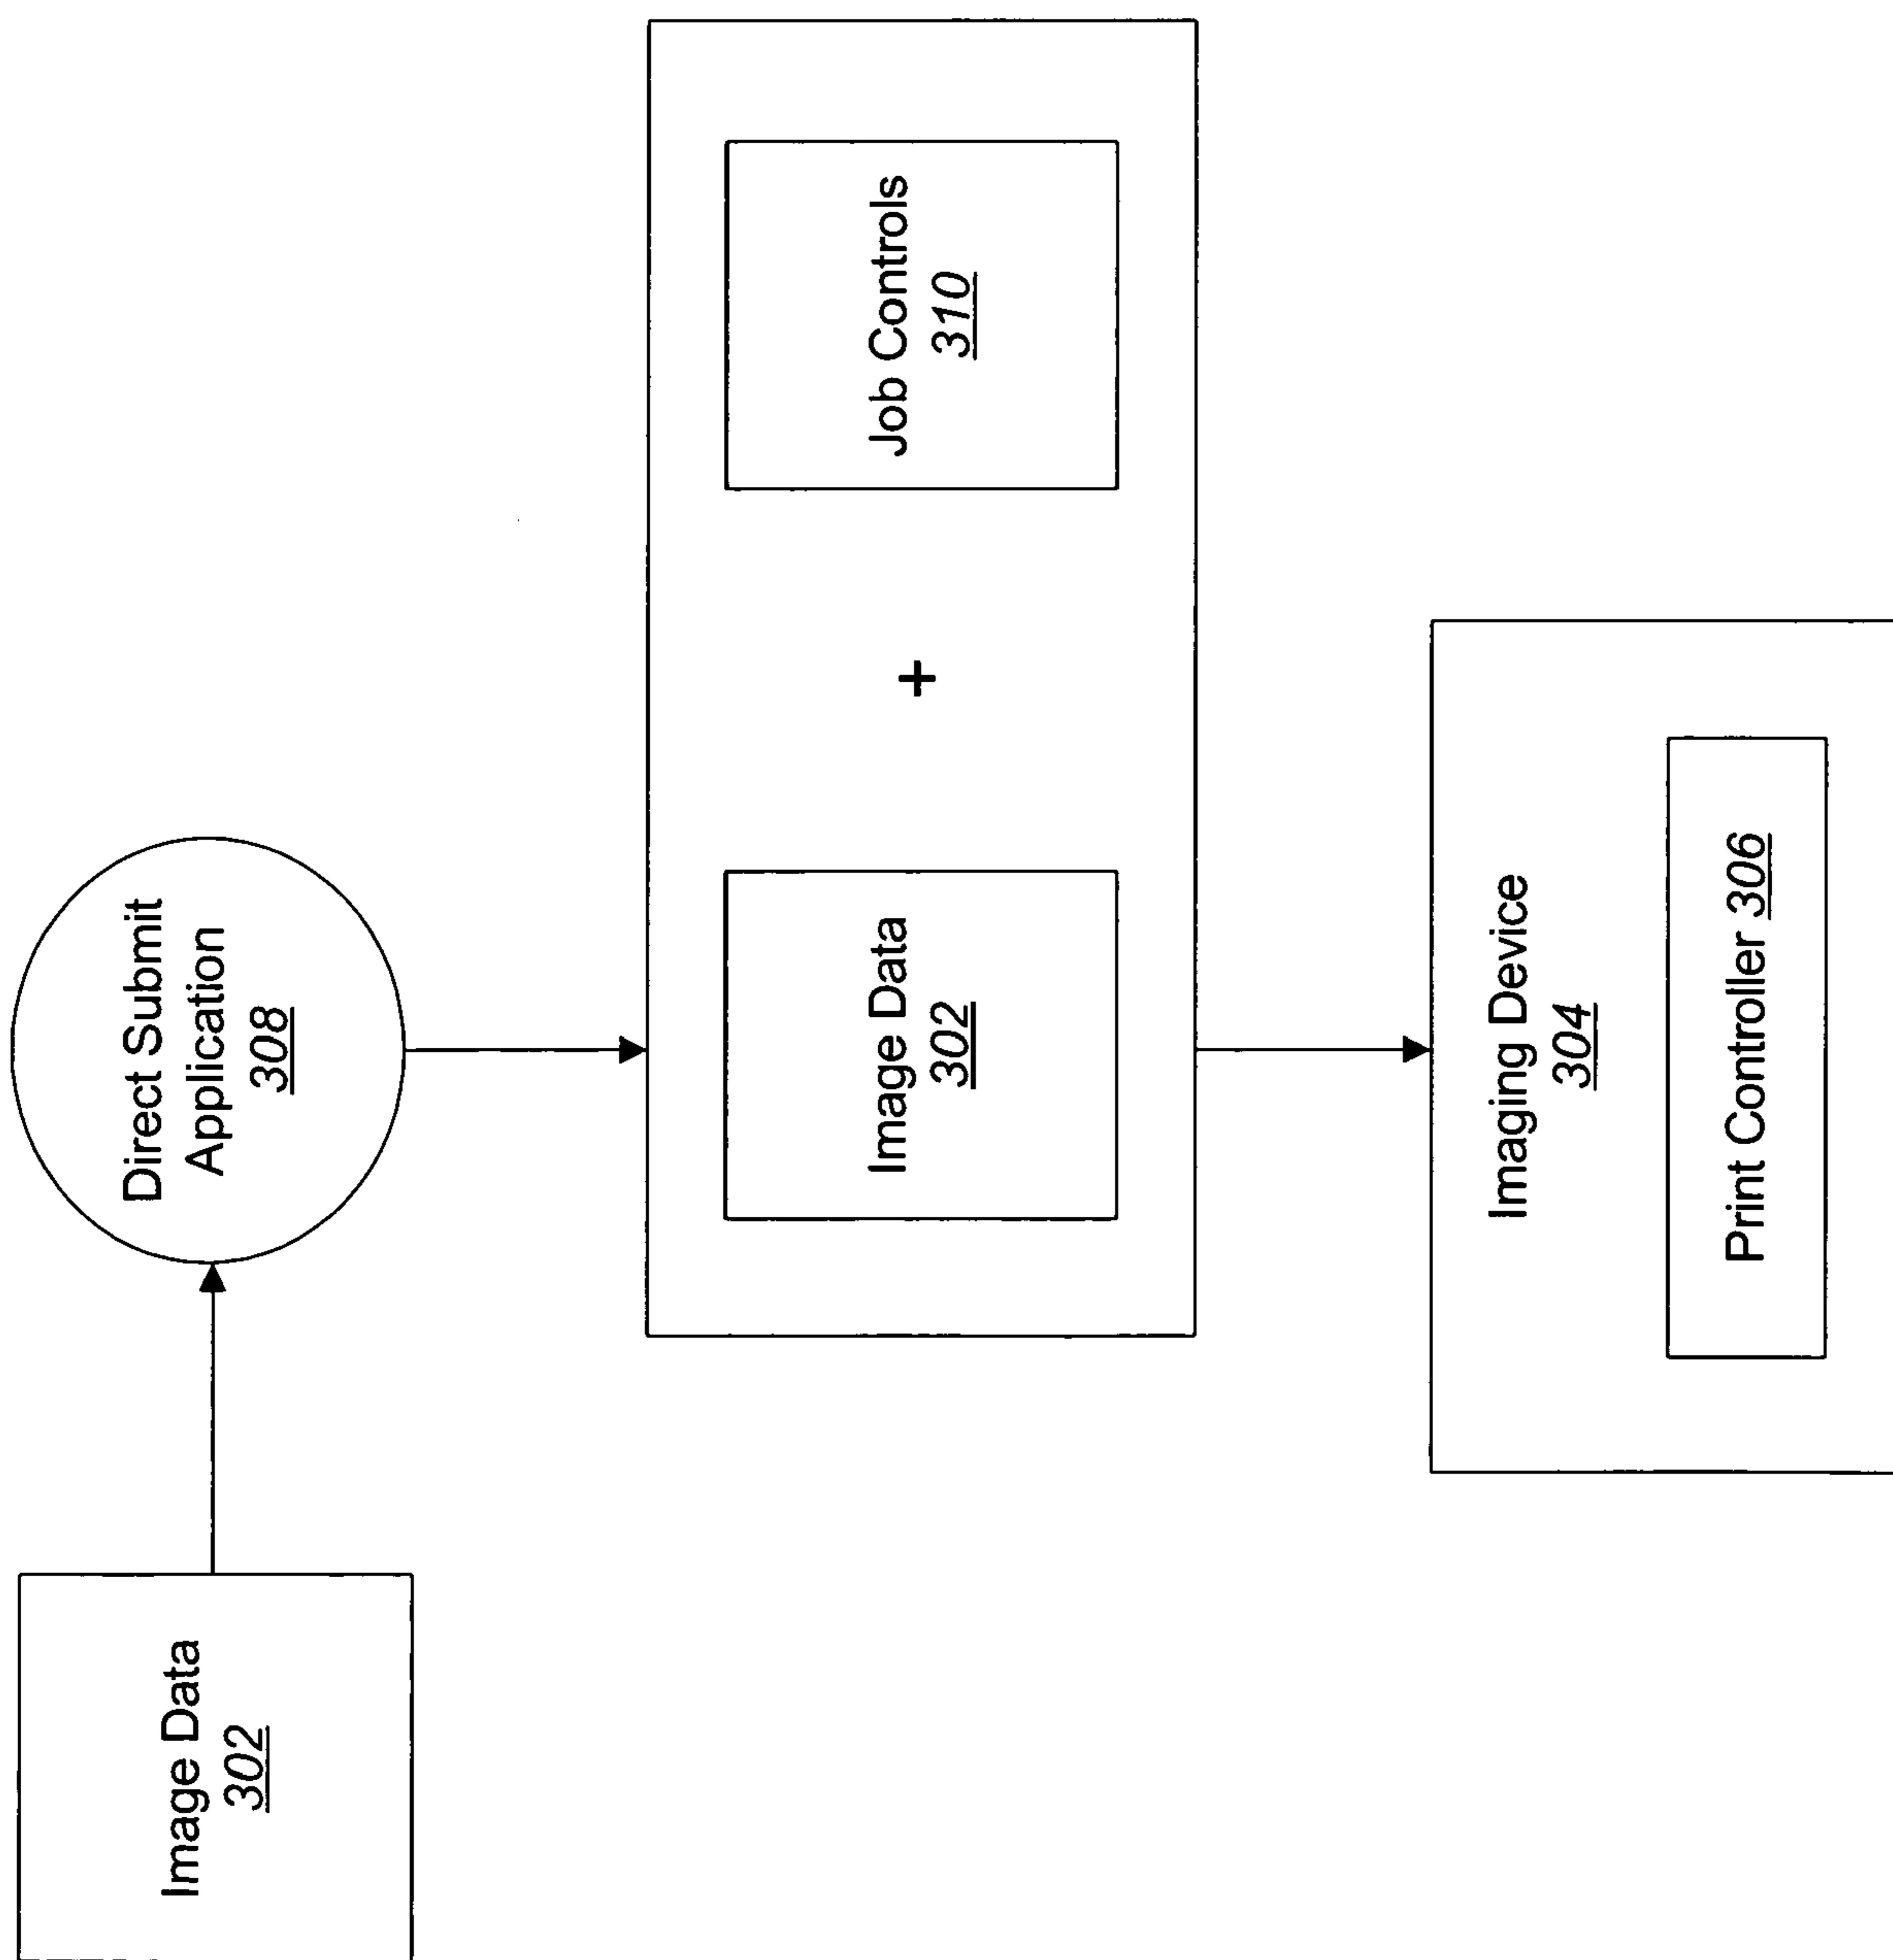 Image Data
302
Direct Submit
Application
308
Image Data
302
+
Job Controls
310
Imaging Device
304
Print Controller 306